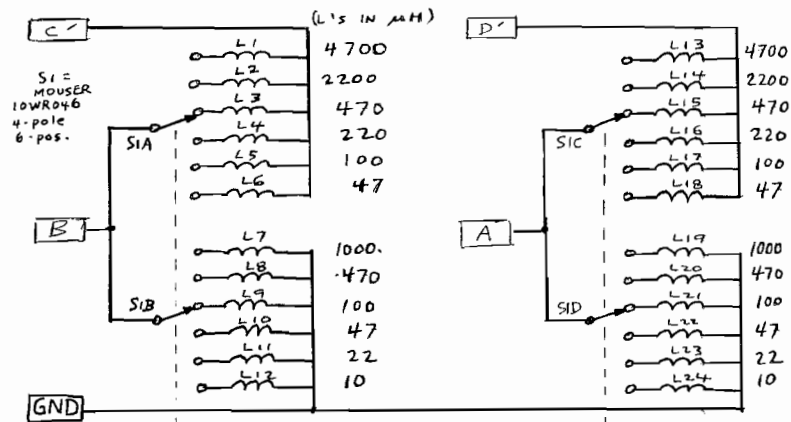 (L'S IN µH)
C'
L1 4700
L2 2200
L3 470
L4 220
L5 100
L6 47
S1 =
MOUSER
10WR046
4-pole
6-pos.
S1A
B
L7 1000.
L8 470
L9 100
L10 47
L11 22
L12 10
S1B
GND
D'
L13 4700
L14 2200
L15 470
L16 220
L17 100
L18 47
S1C
A
L19 1000
L20 470
L21 100
L22 47
L23 22
L24 10
S1D